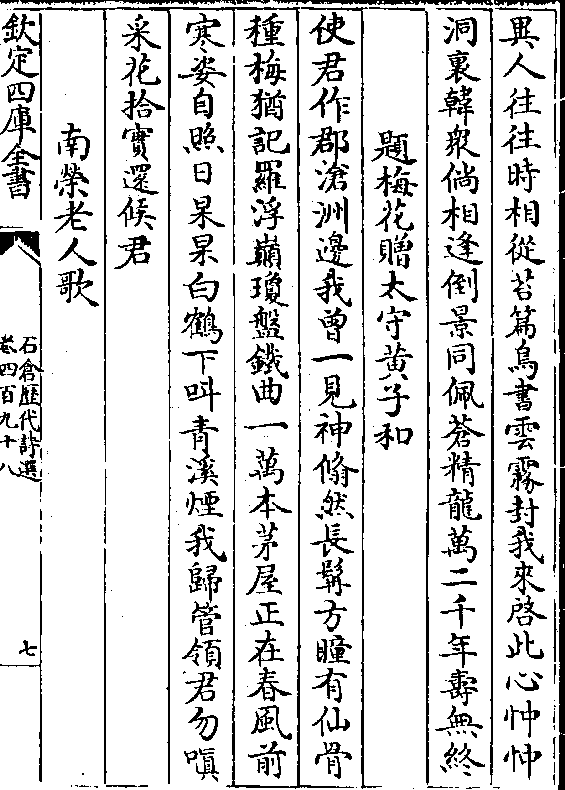 異人往往時相從苔篇鳥書雲霧封我來啓此心忡忡
洞裏韓衆倘相逢倒景同佩蒼精龍萬二千年壽無終
題梅花贈太守黄子和
使君作郡滄洲邊我曾一見神翛然長髯方瞳有仙骨
種梅猶記羅浮巔瓊盤鐵曲一萬本茅屋正在春風前
寒姿自照日杲杲白鶴下呌青溪煙我歸管領君勿嗔
采花拾實還候君
南榮老人歌
欽定四庫全書
石倉歷代詩選
卷四百九十八
七